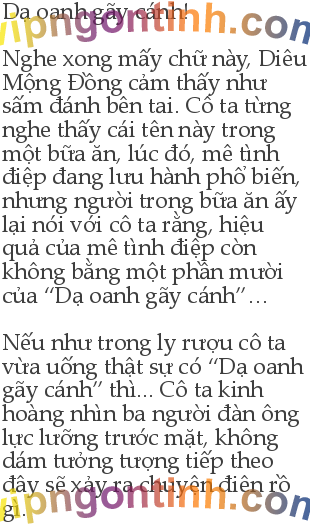 Dạ oanh gãy cánh!
vipngontinh.com
Nghe xong mấy chữ này, Diêu
Mộng Đồng cảm thấy như
sấm đánh bên tai. Cô ta từng
nghe thấy cái tên này trong
một bữa ăn, lúc đó, mê tình
điệp đang lưu hành phổ biến,
nhưng người trong bữa ăn ấy
lại nói với cô ta rằng, hiệu
quả của mê tình điệp còn
không bằng một phần mười
của “Dạ oanh gãy cánh”...
Nếu như trong ly rượu cô ta
vừa uống thật sự có “Dạ oanh
gãy cánh” thì... Cô ta kinh
hoàng nhìn ba người đàn ông
lực lưỡng trước mặt, không
dám tưởng tượng tiếp theo
đây sẽ xảy ra chuyện điên rồ
gì.
vipngontinh.com